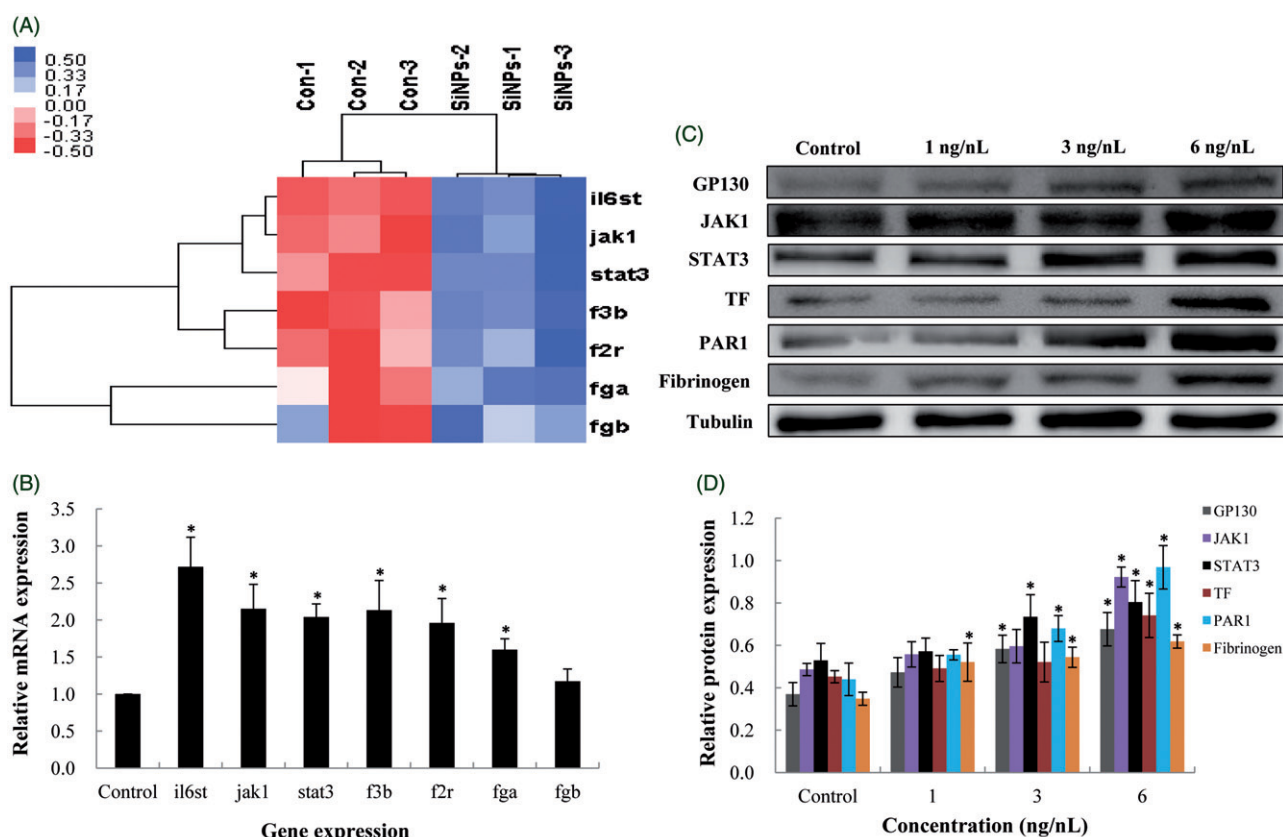 (A)
0.50
0.33
0.17
0.00
-0.17
-0.33
-0.50
Con-1
Con-2
Con-3
SiNPs-2
SiNPs-1
SiNPs-3
il6st
jak1
stat3
f3b
f2r
fga
fgb
(B)
Relative mRNA expression
3.5
3.0
2.5
2.0
1.5
1.0
0.5
0.0
* * * * * *
Control il6st jak1 stat3 f3b f2r fga fgb
Gene expression
(C)
Control 1 ng/nL 3 ng/nL 6 ng/nL
GP130
JAK1
STAT3
TF
PAR1
Fibrinogen
Tubulin
(D)
Relative protein expression
1.2
1.0
0.8
0.6
0.4
0.2
0.0
* * * * * * * * * * *
GP130
JAK1
STAT3
TF
PAR1
Fibrinogen
Control 1 3 6
Concentration (ng/nL)